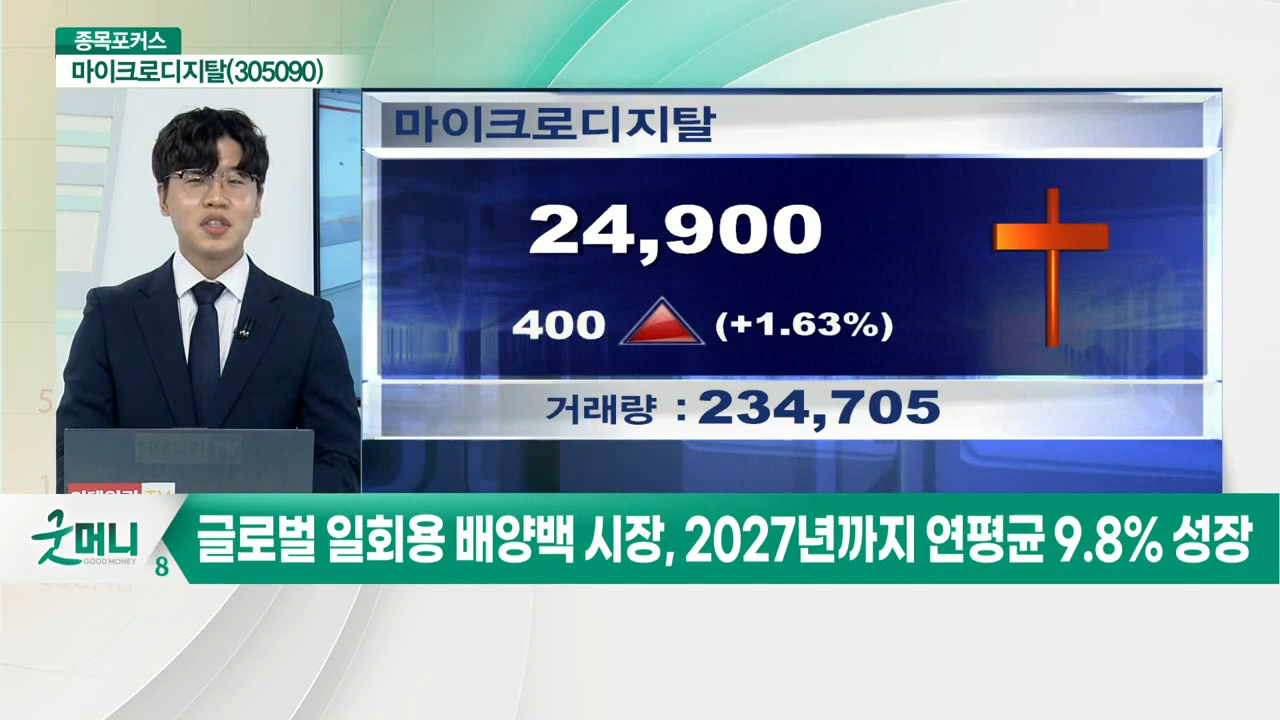 종목포커스
마이크로디지탈(305090)
마이크로디지탈
24,900
400 (+1.63%)
거래량 : 234,705
굿머니
GOOD MONEY
8
글로벌 일회용 배양백 시장, 2027년까지 연평균 9.8% 성장
5
1